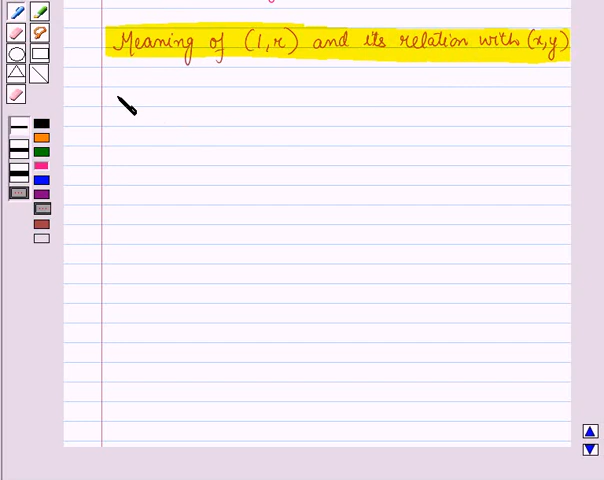 Meaning of (1,r) and its relation with (x,y)